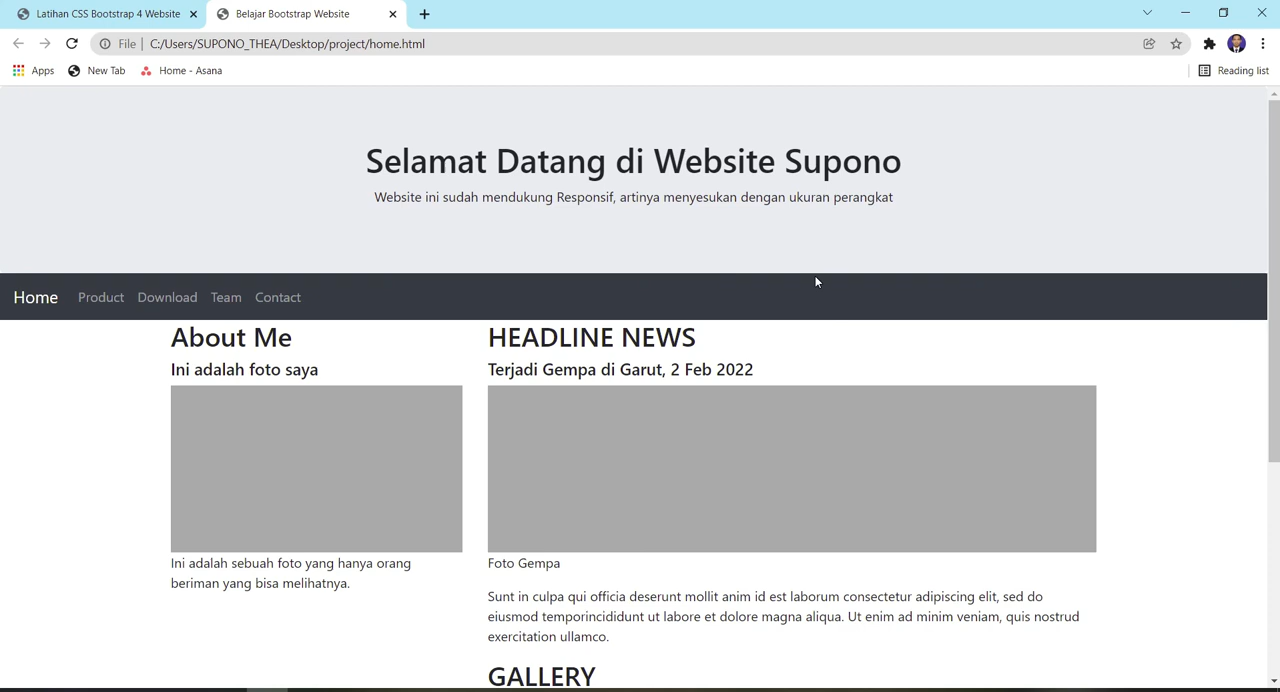 Latihan CSS Bootstrap 4 Website
Belajar Bootstrap Website
File
C:/Users/SUPONO_THEA/Desktop/project/home.html
Apps
New Tab
Home - Asana
Reading list
Selamat Datang di Website Supono
Website ini sudah mendukung Responsif, artinya menyesukan dengan ukuran perangkat
Home Product Download Team Contact
About Me
Ini adalah foto saya
Ini adalah sebuah foto yang hanya orang
beriman yang bisa melihatnya.
HEADLINE NEWS
Terjadi Gempa di Garut, 2 Feb 2022
Foto Gempa
Sunt in culpa qui officia deserunt mollit anim id est laborum consectetur adipiscing elit, sed do
eiusmod temporincididunt ut labore et dolore magna aliqua. Ut enim ad minim veniam, quis nostrud
exercitation ullamco.
GALLERY